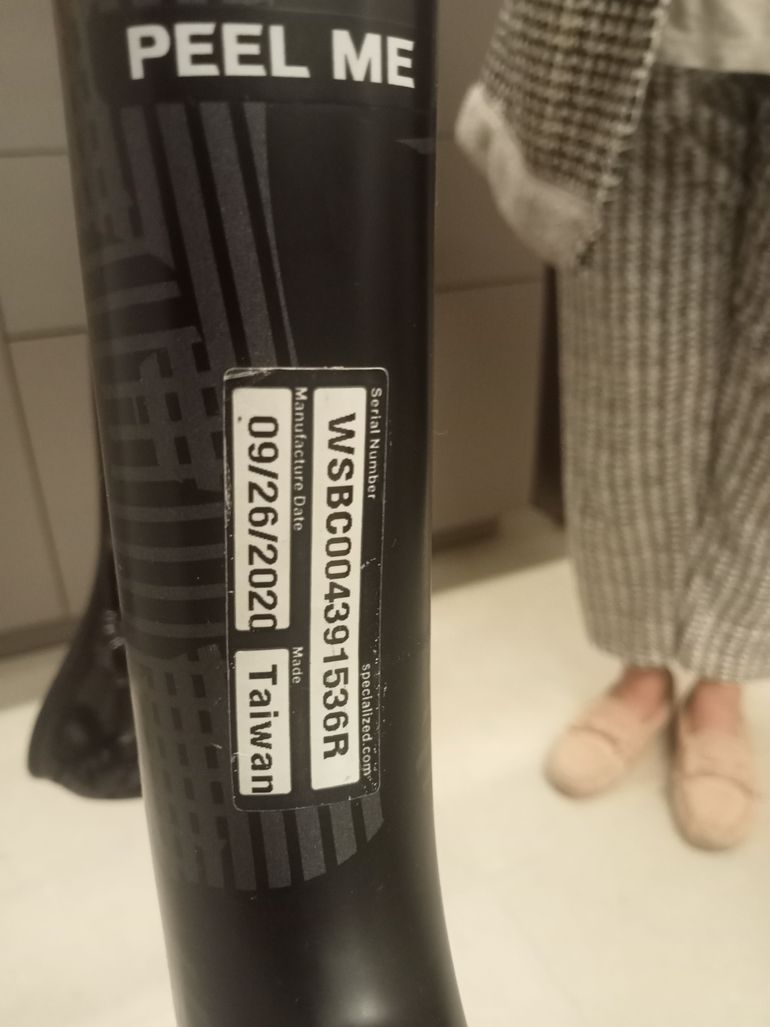 PEEL ME
Serial Number
specialized.com
WSBC004391536R
Manufacture Date
Made
09/26/2020
Taiwan